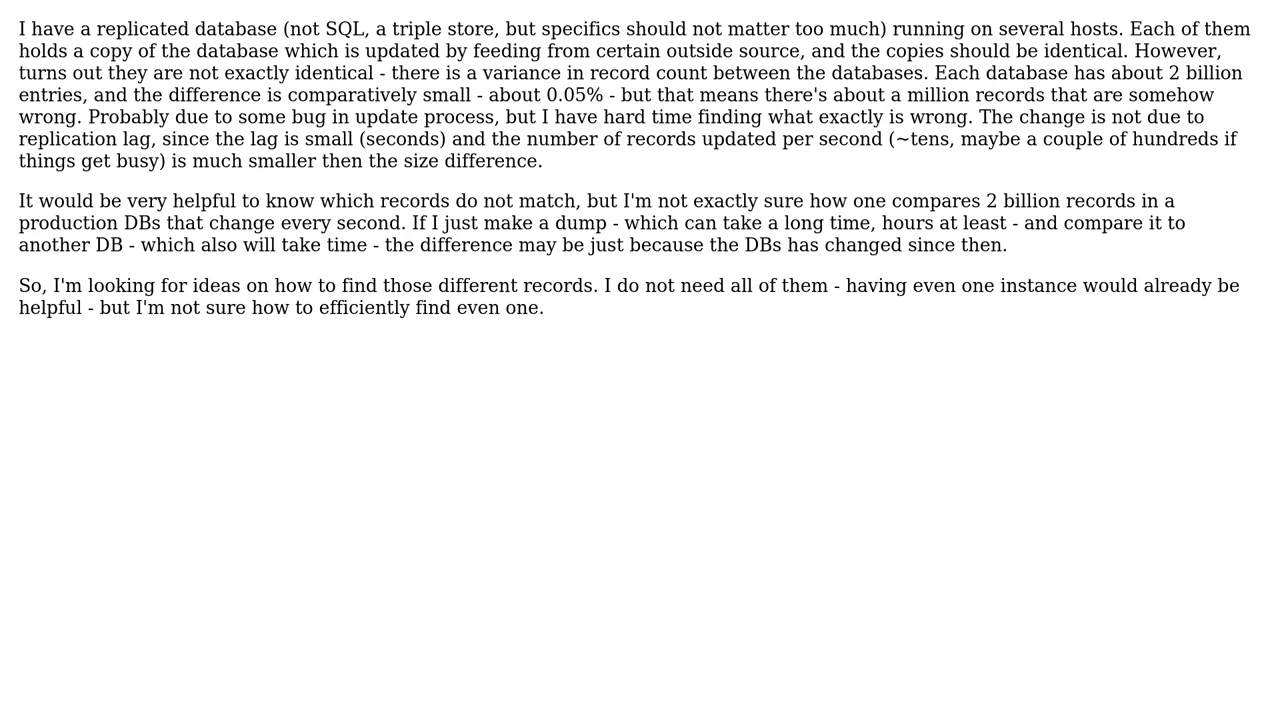 I have a replicated database (not SQL, a triple store, but specifics should not matter too much) running on several hosts. Each of them
holds a copy of the database which is updated by feeding from certain outside source, and the copies should be identical. However,
turns out they are not exactly identical - there is a variance in record count between the databases. Each database has about 2 billion
entries, and the difference is comparatively small - about 0.05% - but that means there's about a million records that are somehow
wrong. Probably due to some bug in update process, but I have hard time finding what exactly is wrong. The change is not due to
replication lag, since the lag is small (seconds) and the number of records updated per second (~tens, maybe a couple of hundreds if
things get busy) is much smaller then the size difference.
It would be very helpful to know which records do not match, but I'm not exactly sure how one compares 2 billion records in a
production DBs that change every second. If I just make a dump - which can take a long time, hours at least - and compare it to
another DB - which also will take time - the difference may be just because the DBs has changed since then.
So, I'm looking for ideas on how to find those different records. I do not need all of them - having even one instance would already be
helpful - but I'm not sure how to efficiently find even one.